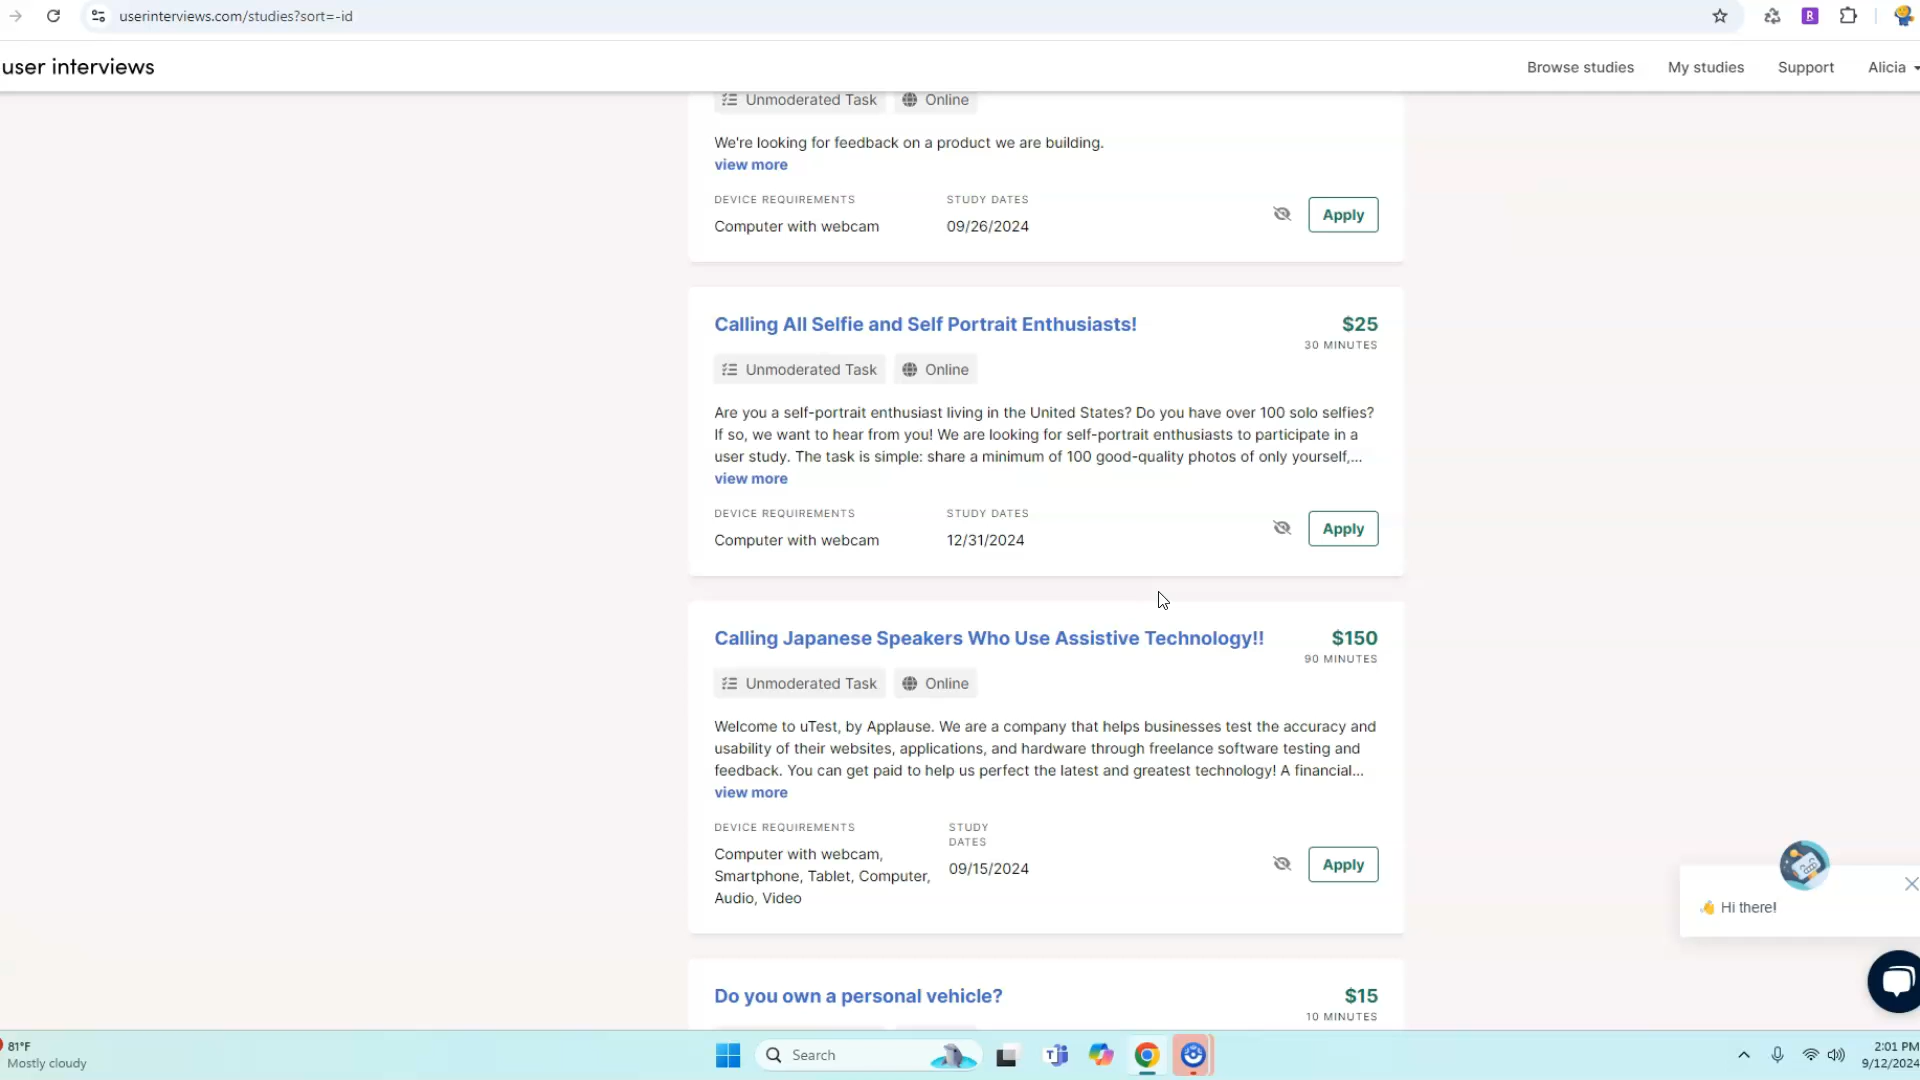 userinterviews.com/studies?sort=-id
R
user interviews
Browse studies
My studies
Support
Alicia
Unmoderated Task
Online
We're looking for feedback on a product we are building.
view more
DEVICE REQUIREMENTS
STUDY DATES
Computer with webcam
09/26/2024
Apply
Calling All Selfie and Self Portrait Enthusiasts!
$25
30 MINUTES
Unmoderated Task
Online
Are you a self-portrait enthusiast living in the United States? Do you have over 100 solo selfies?
If so, we want to hear from you! We are looking for self-portrait enthusiasts to participate in a
user study. The task is simple: share a minimum of 100 good-quality photos of only yourself,...
view more
DEVICE REQUIREMENTS
STUDY DATES
Computer with webcam
12/31/2024
Apply
Calling Japanese Speakers Who Use Assistive Technology!!
$150
90 MINUTES
Unmoderated Task
Online
Welcome to uTest, by Applause. We are a company that helps businesses test the accuracy and
usability of their websites, applications, and hardware through freelance software testing and
feedback. You can get paid to help us perfect the latest and greatest technology! A financial...
view more
DEVICE REQUIREMENTS
STUDY
DATES
Computer with webcam,
Smartphone, Tablet, Computer,
Audio, Video
09/15/2024
Apply
👋 Hi there!
Do you own a personal vehicle?
$15
10 MINUTES
81°F
Mostly cloudy
Search
2:01 PM
9/12/2024